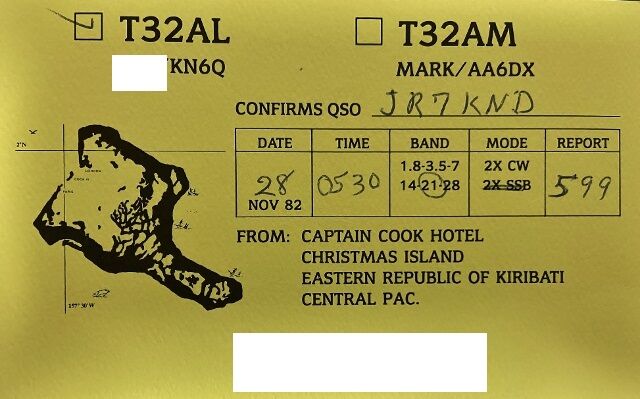 T32AL T32AM
/KN6Q MARK/AA6DX
CONFIRMS QSO JR7KND
DATE TIME BAND MODE REPORT
1.8-3.5-7 2X CW
28 0530 14-21-28 2X SSB 599
NOV 82
FROM: CAPTAIN COOK HOTEL
CHRISTMAS ISLAND
EASTERN REPUBLIC OF KIRIBATI
CENTRAL PAC.
2°N
157° 30' W